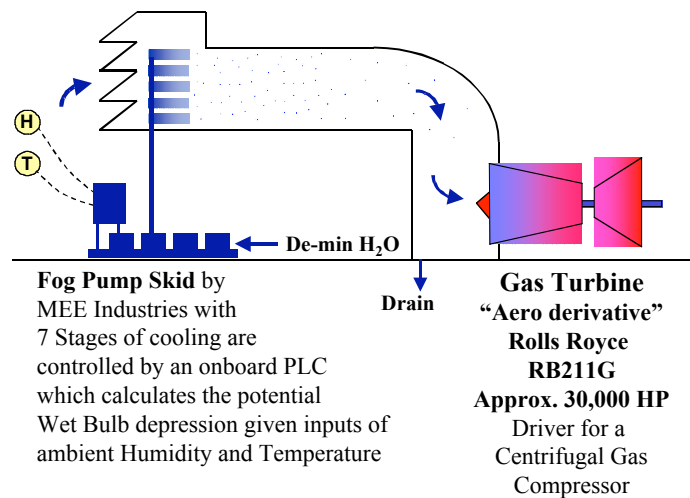 H
T
De-min H₂O
Drain
Fog Pump Skid by
MEE Industries with
7 Stages of cooling are
controlled by an onboard PLC
which calculates the potential
Wet Bulb depression given inputs of
ambient Humidity and Temperature
Gas Turbine
“Aero derivative”
Rolls Royce
RB211G
Approx. 30,000 HP
Driver for a
Centrifugal Gas
Compressor